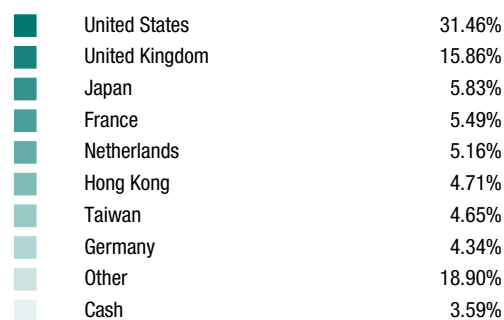 United States 31.46%
United Kingdom 15.86%
Japan 5.83%
France 5.49%
Netherlands 5.16%
Hong Kong 4.71%
Taiwan 4.65%
Germany 4.34%
Other 18.90%
Cash 3.59%